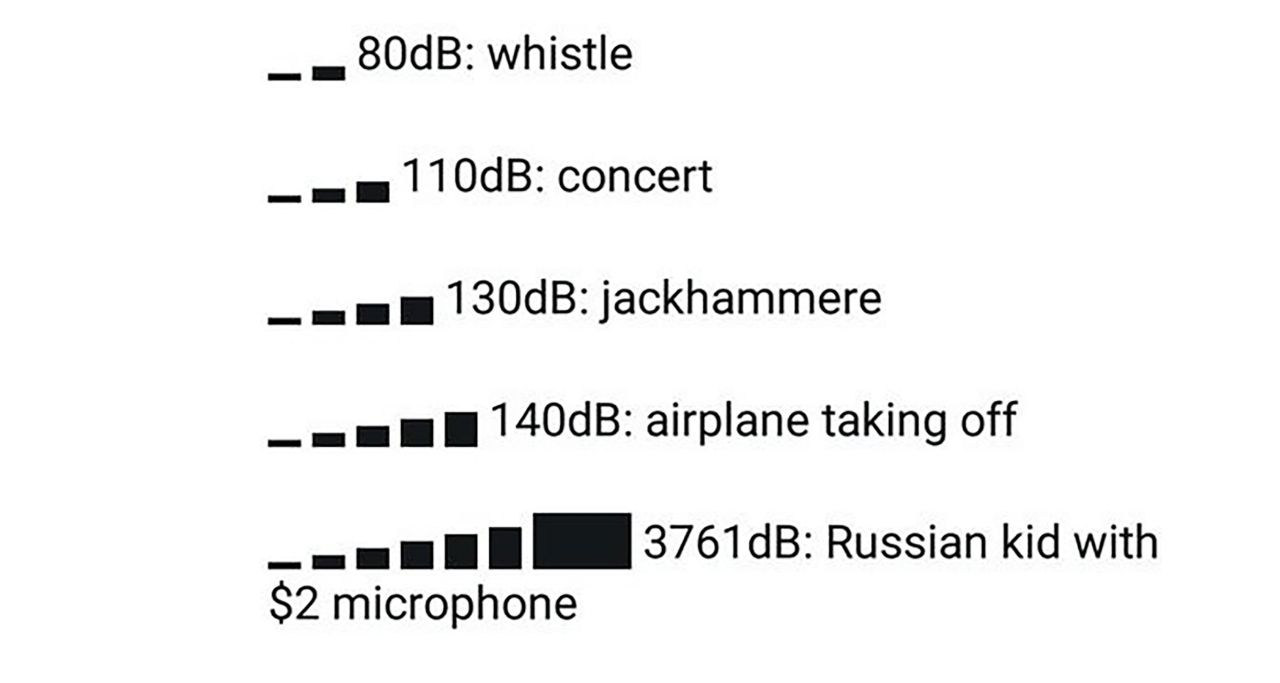 80dB: whistle
110dB: concert
130dB: jackhammere
140dB: airplane taking off
3761dB: Russian kid with
$2 microphone